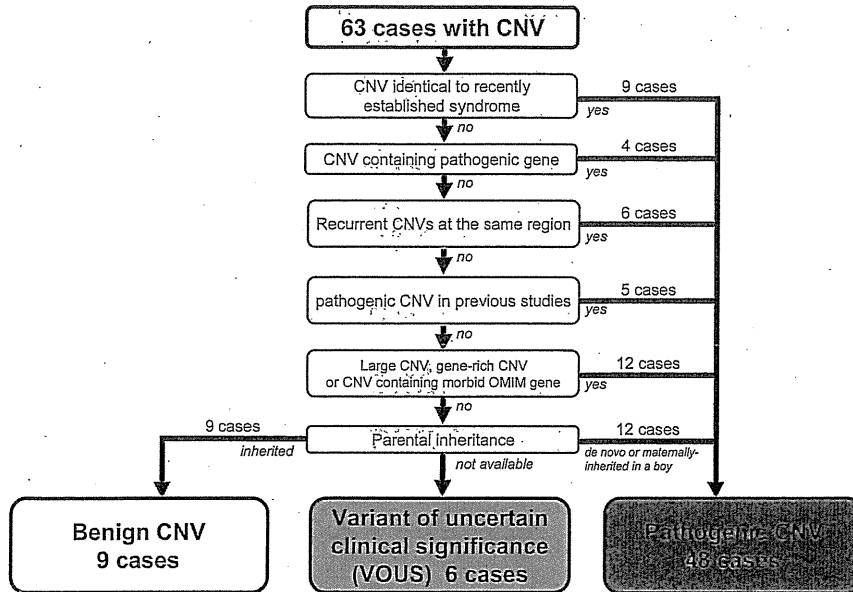 63 cases with CNV
CNV identical to recently
established syndrome
9 cases
yes
no
CNV containing pathogenic gene
4 cases
yes
no
Recurrent CNVs at the same region
6 cases
yes
no
pathogenic CNV in previous studies
5 cases
yes
no
Large CNV, gene-rich CNV
or CNV containing morbid OMIM gene
12 cases
yes
no
9 cases
inherited
Parental inheritance
12 cases
de novo or maternally-
inherited in a boy
not available
Benign CNV
9 cases
Variant of uncertain
clinical significance
(VOUS) 6 cases
Pathogenic CNV
48 cases